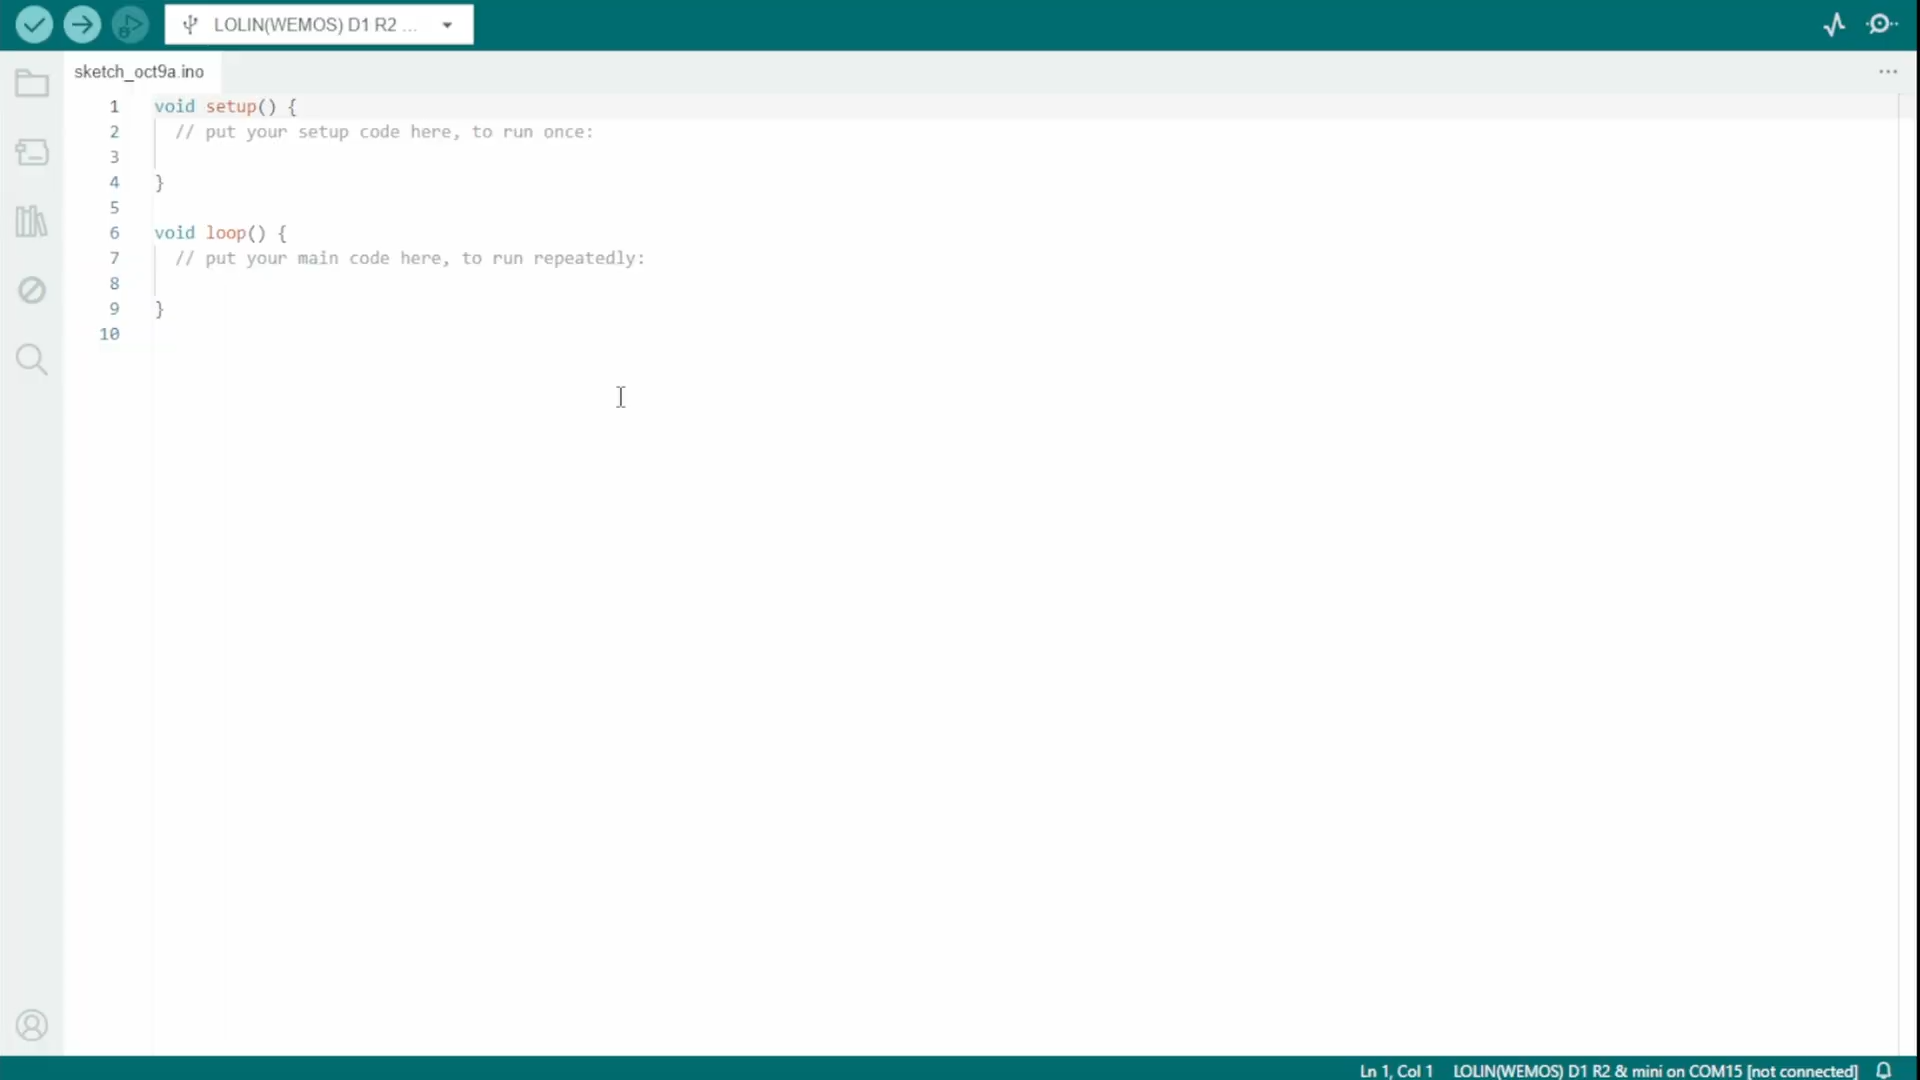 LOLIN(WEMOS) D1 R2 ...
sketch_oct9a.ino
1 void setup() {
2 // put your setup code here, to run once:
3
4 }
5
6 void loop() {
7 // put your main code here, to run repeatedly:
8
9 }
10
Ln 1, Col 1 LOLIN(WEMOS) D1 R2 & mini on COM15 [not connected]